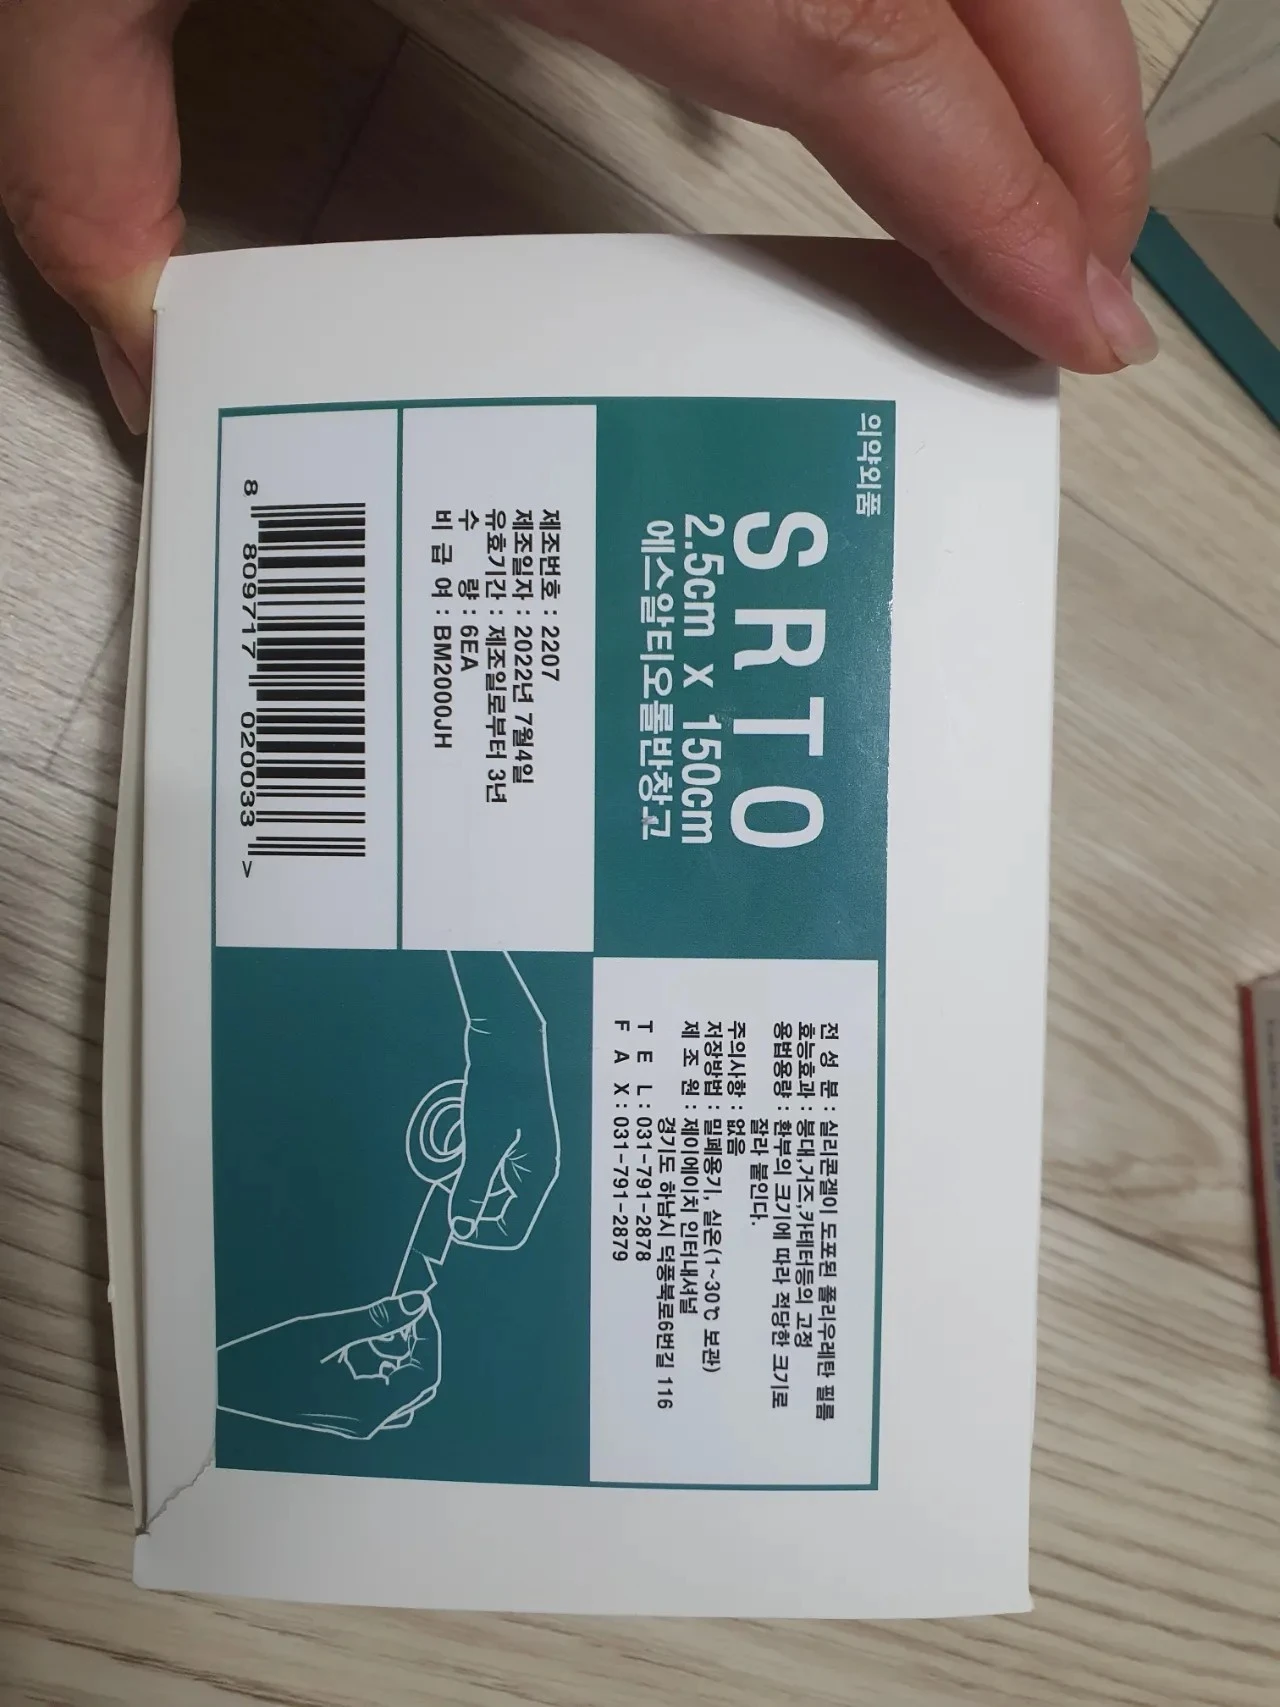 의약외품
SRTO
2.5cm X 150cm
에스알티오롤반창고
제조번호 : 2207
제조일자 : 2022년 7월4일
유효기간 : 제조일로부터 3년
수 량 : 6EA
비 급 여 : BM2000JH
8 809717 020033 >
전 성 분 : 실리콘겔이 도포된 폴리우레탄 필름
효능효과 : 붕대,거즈,카테터등의 고정
용법용량 : 환부의 크기에 따라 적당한 크기로
잘라 붙인다.
주의사항 : 없음
저장방법 : 밀폐용기, 실온(1~30℃ 보관)
제 조 원 : 제이에이치 인터내셔널
경기도 하남시 덕풍북로6번길 116
T E L : 031-791-2878
F A X : 031-791-2879